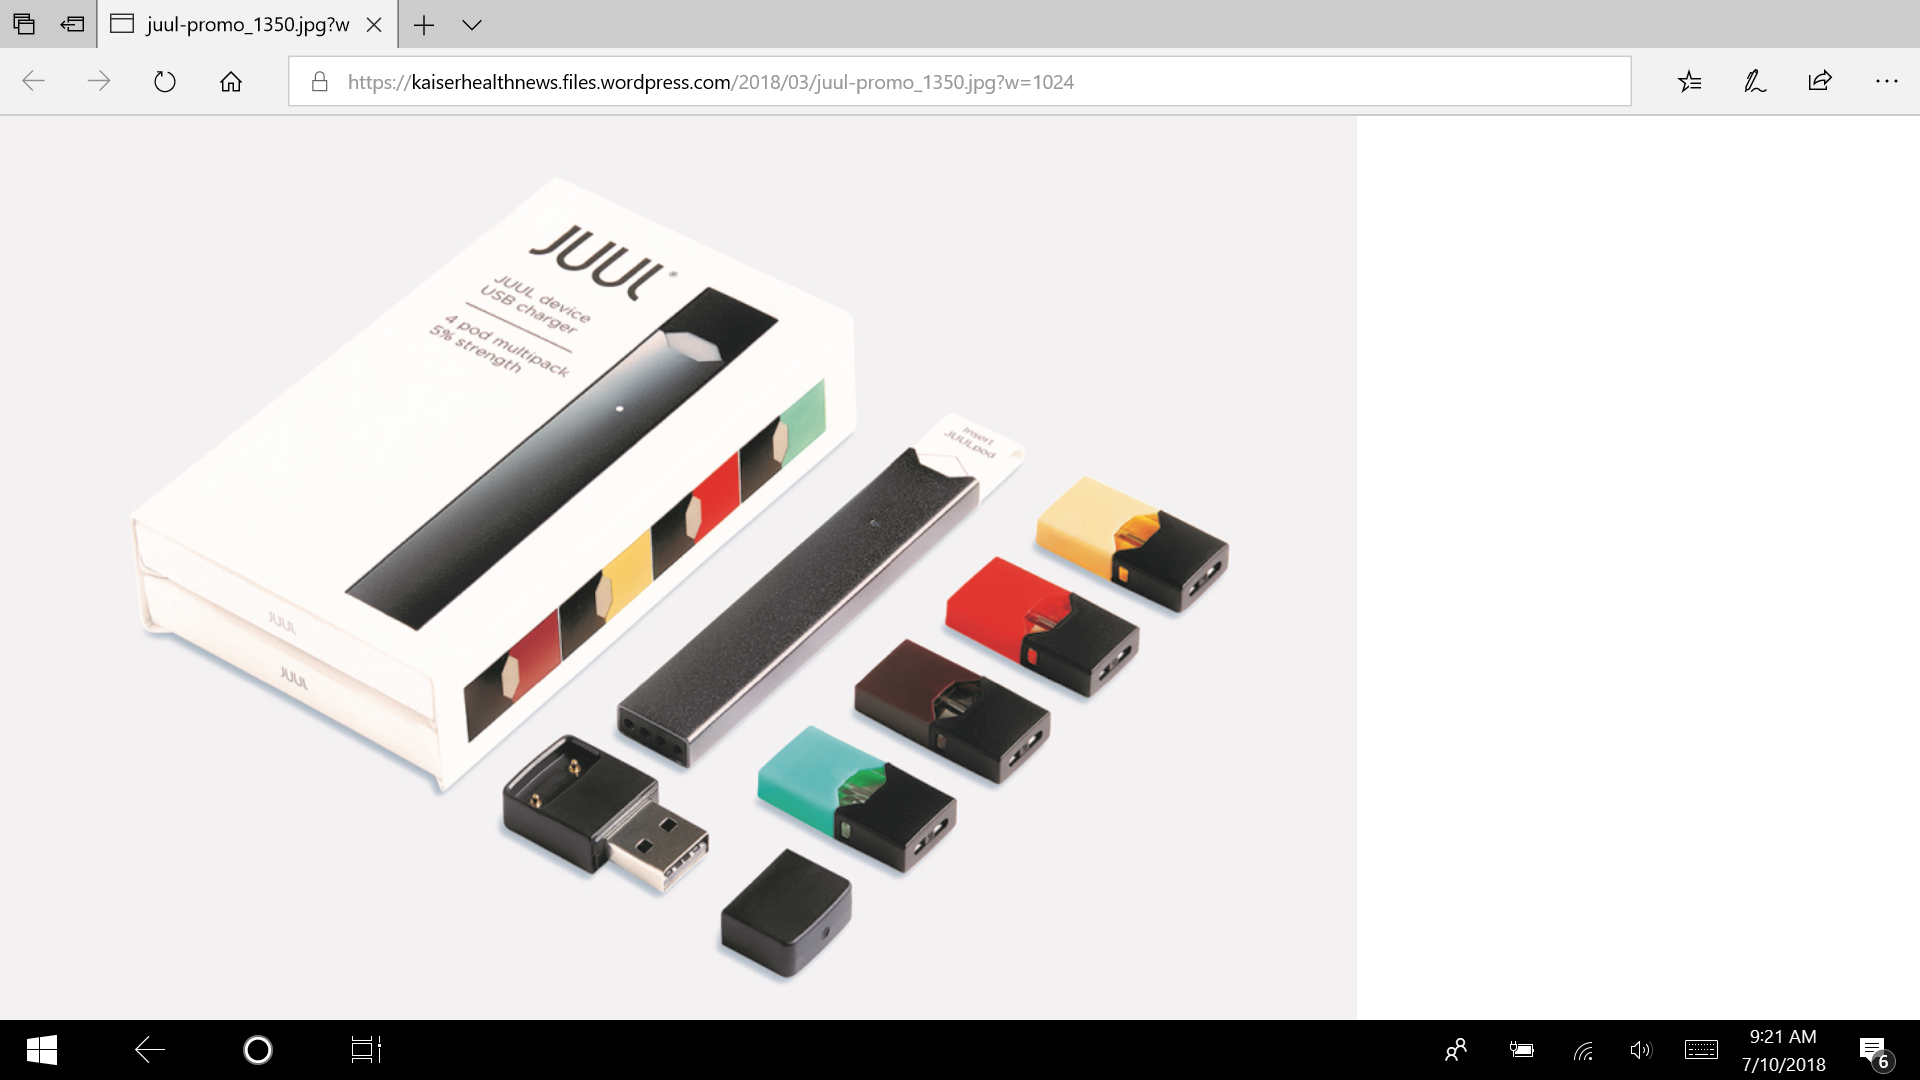 juul-promo_1350.jpg?w
https://kaiserhealthnews.files.wordpress.com/2018/03/juul-promo_1350.jpg?w=1024
JUUL®
JUUL device
USB charger
4 pod multipack
5% strength
Insert
JUULpod
JUUL
JUUL
9:21 AM
7/10/2018
6